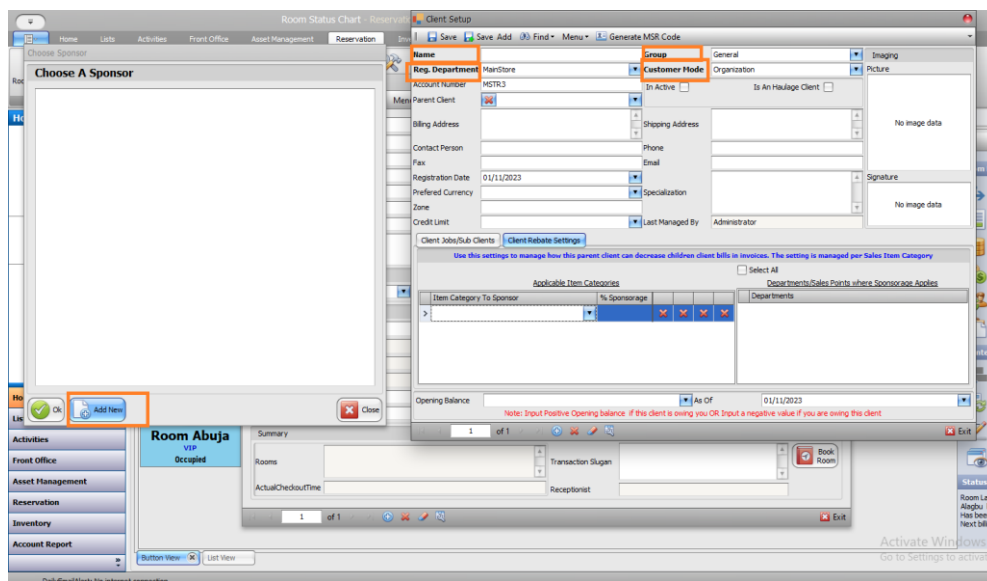 Room Status Chart - Reservat
Home Lists Activities Front Office Asset Management Reservation Inv
Choose Sponsor
Choose A Sponsor
Ok
Add New
Close
Client Setup
Save Save Add Find Menu Generate MSR Code
Name
Group General
Imaging
Reg. Department MainStore
Customer Mode Organization
Picture
Account Number MSTR3
In Active
Is An Haulage Client
Parent Client
Billing Address
Shipping Address
No image data
Contact Person
Phone
Fax
Email
Registration Date 01/11/2023
Signature
Prefered Currency
Specialization
No image data
Zone
Credit Limit
Last Managed By Administrator
Client Jobs/Sub Clients Client Rebate Settings
Use this settings to manage how this parent client can decrease children client bills in invoices. The setting is managed per Sales Item Category
Select All
Applicable Item Categories
Departments/Sales Points where Sponsorage Applies
Item Category To Sponsor % Sponsorage
Departments
Opening Balance As Of 01/11/2023
Note: Input Positive Opening balance if this client is owing you OR Input a negative value if you are owing this client
1 of 1
Exit
Activities
Front Office
Asset Management
Reservation
Inventory
Account Report
Room Abuja
VIP
Occupied
Summary
Rooms
Transaction Slugan
Book Room
ActualCheckoutTime
Receptionist
1 of 1
Exit
Button View List View
Status
Room La
Alagbu
Has bee
Next bill
Activate Windows
Go to Settings to activat